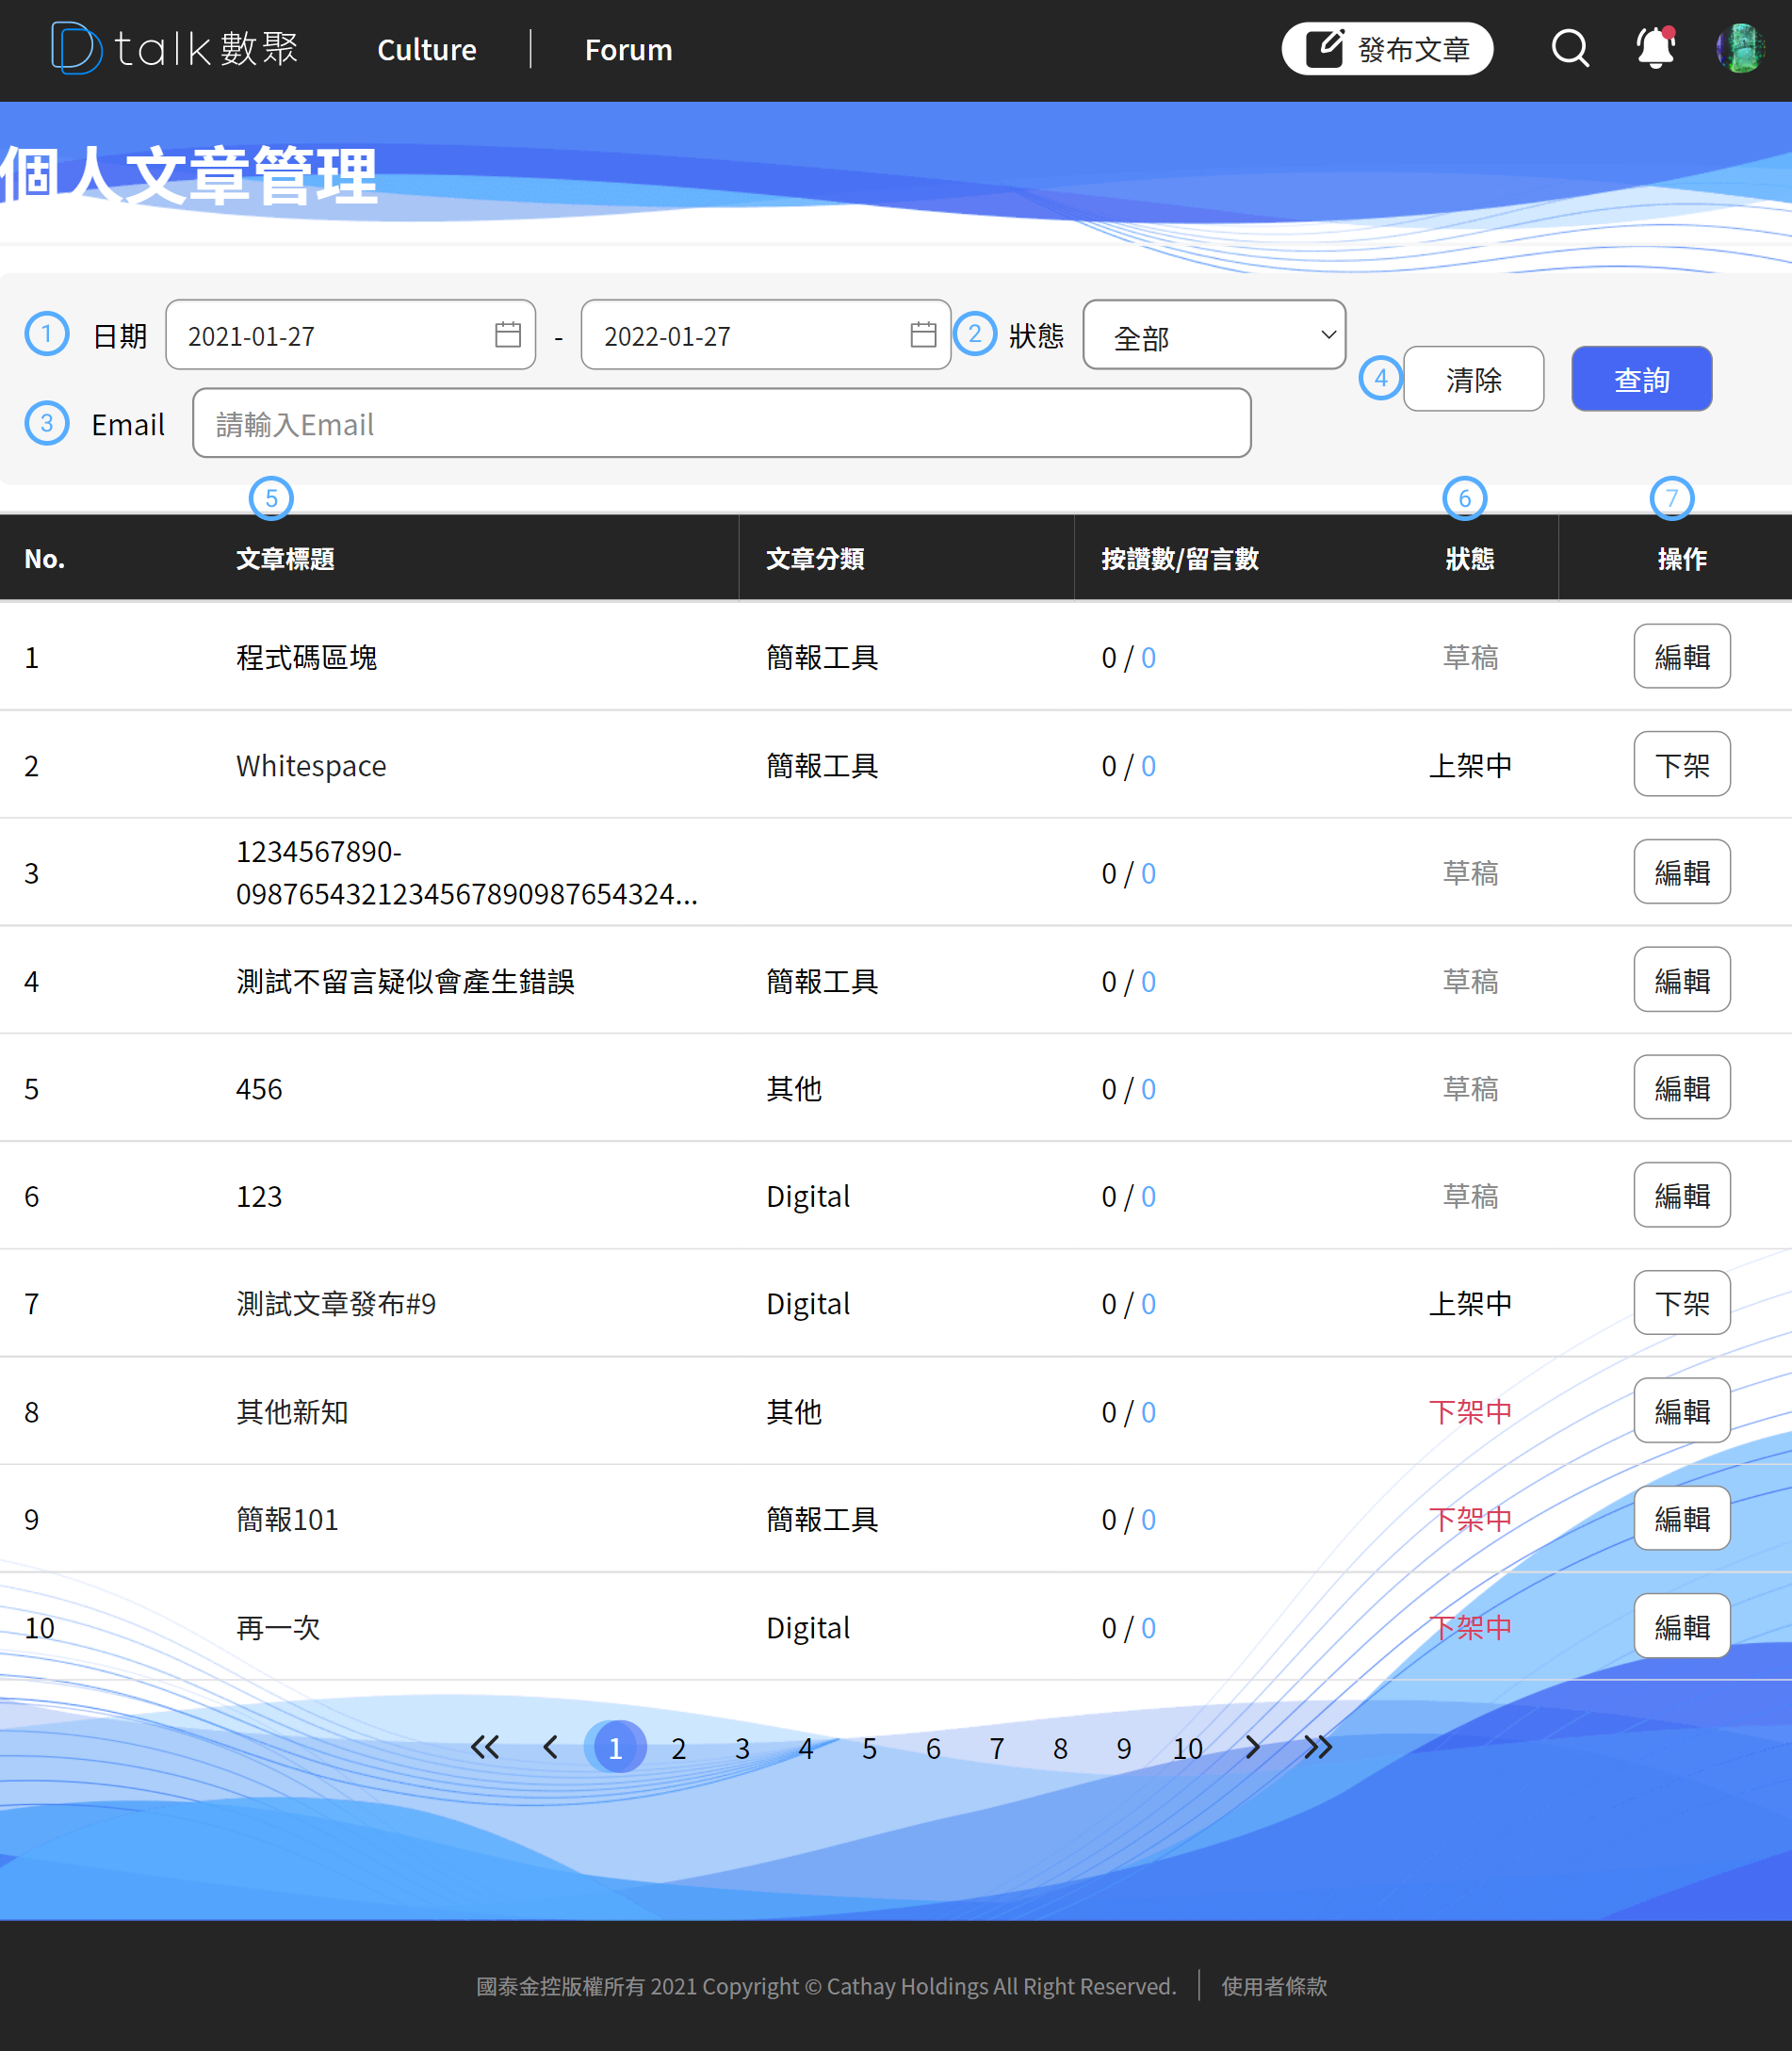 D talk 數聚 Culture Forum 發布文章
個人文章管理
1 日期 2021-01-27 - 2022-01-27 2 狀態 全部
4 清除 查詢
3 Email 請輸入Email
5 6 7
No. 文章標題 文章分類 按讚數/留言數 狀態 操作
1 程式碼區塊 簡報工具 0 / 0 草稿 編輯
2 Whitespace 簡報工具 0 / 0 上架中 下架
3 1234567890-
0987654321234567890987654324... 0 / 0 草稿 編輯
4 測試不留言疑似會產生錯誤 簡報工具 0 / 0 草稿 編輯
5 456 其他 0 / 0 草稿 編輯
6 123 Digital 0 / 0 草稿 編輯
7 測試文章發布#9 Digital 0 / 0 上架中 下架
8 其他新知 其他 0 / 0 下架中 編輯
9 簡報101 簡報工具 0 / 0 下架中 編輯
10 再一次 Digital 0 / 0 下架中 編輯
1 2 3 4 5 6 7 8 9 10
國泰金控版權所有 2021 Copyright © Cathay Holdings All Right Reserved. 使用者條款